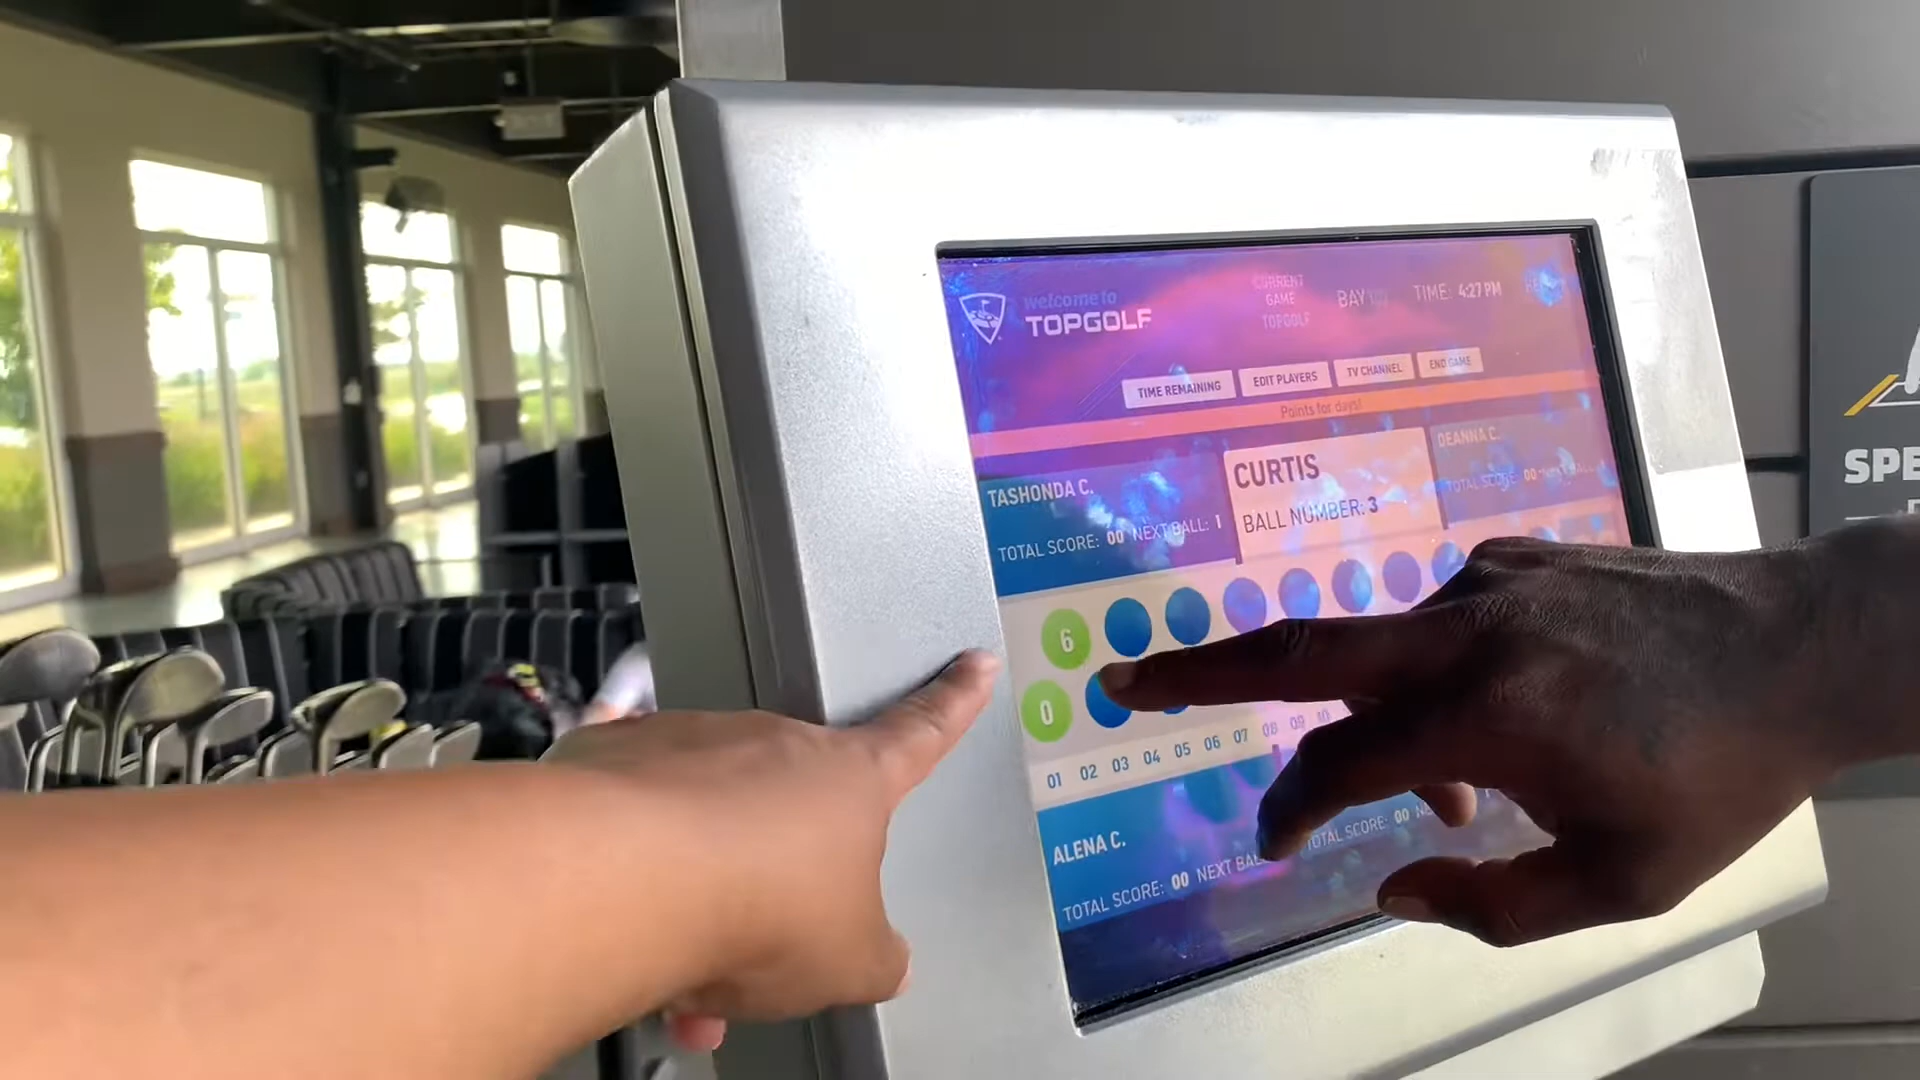 welcome to
TOPGOLF
CURRENT
GAME
TOPGOLF
BAY
TIME: 4:27 PM
TIME REMAINING
EDIT PLAYERS
TV CHANNEL
END GAME
Points for days!
TASHONDA C.
TOTAL SCORE: 00 NEXT BALL: 1
CURTIS
BALL NUMBER: 3
DEANNA C.
TOTAL SCORE: 00 NEXT BALL
6
0
01 02 03 04 05 06 07 08 09 10
ALENA C.
TOTAL SCORE: 00 NEXT BAL
TOTAL SCORE: 00
SPE